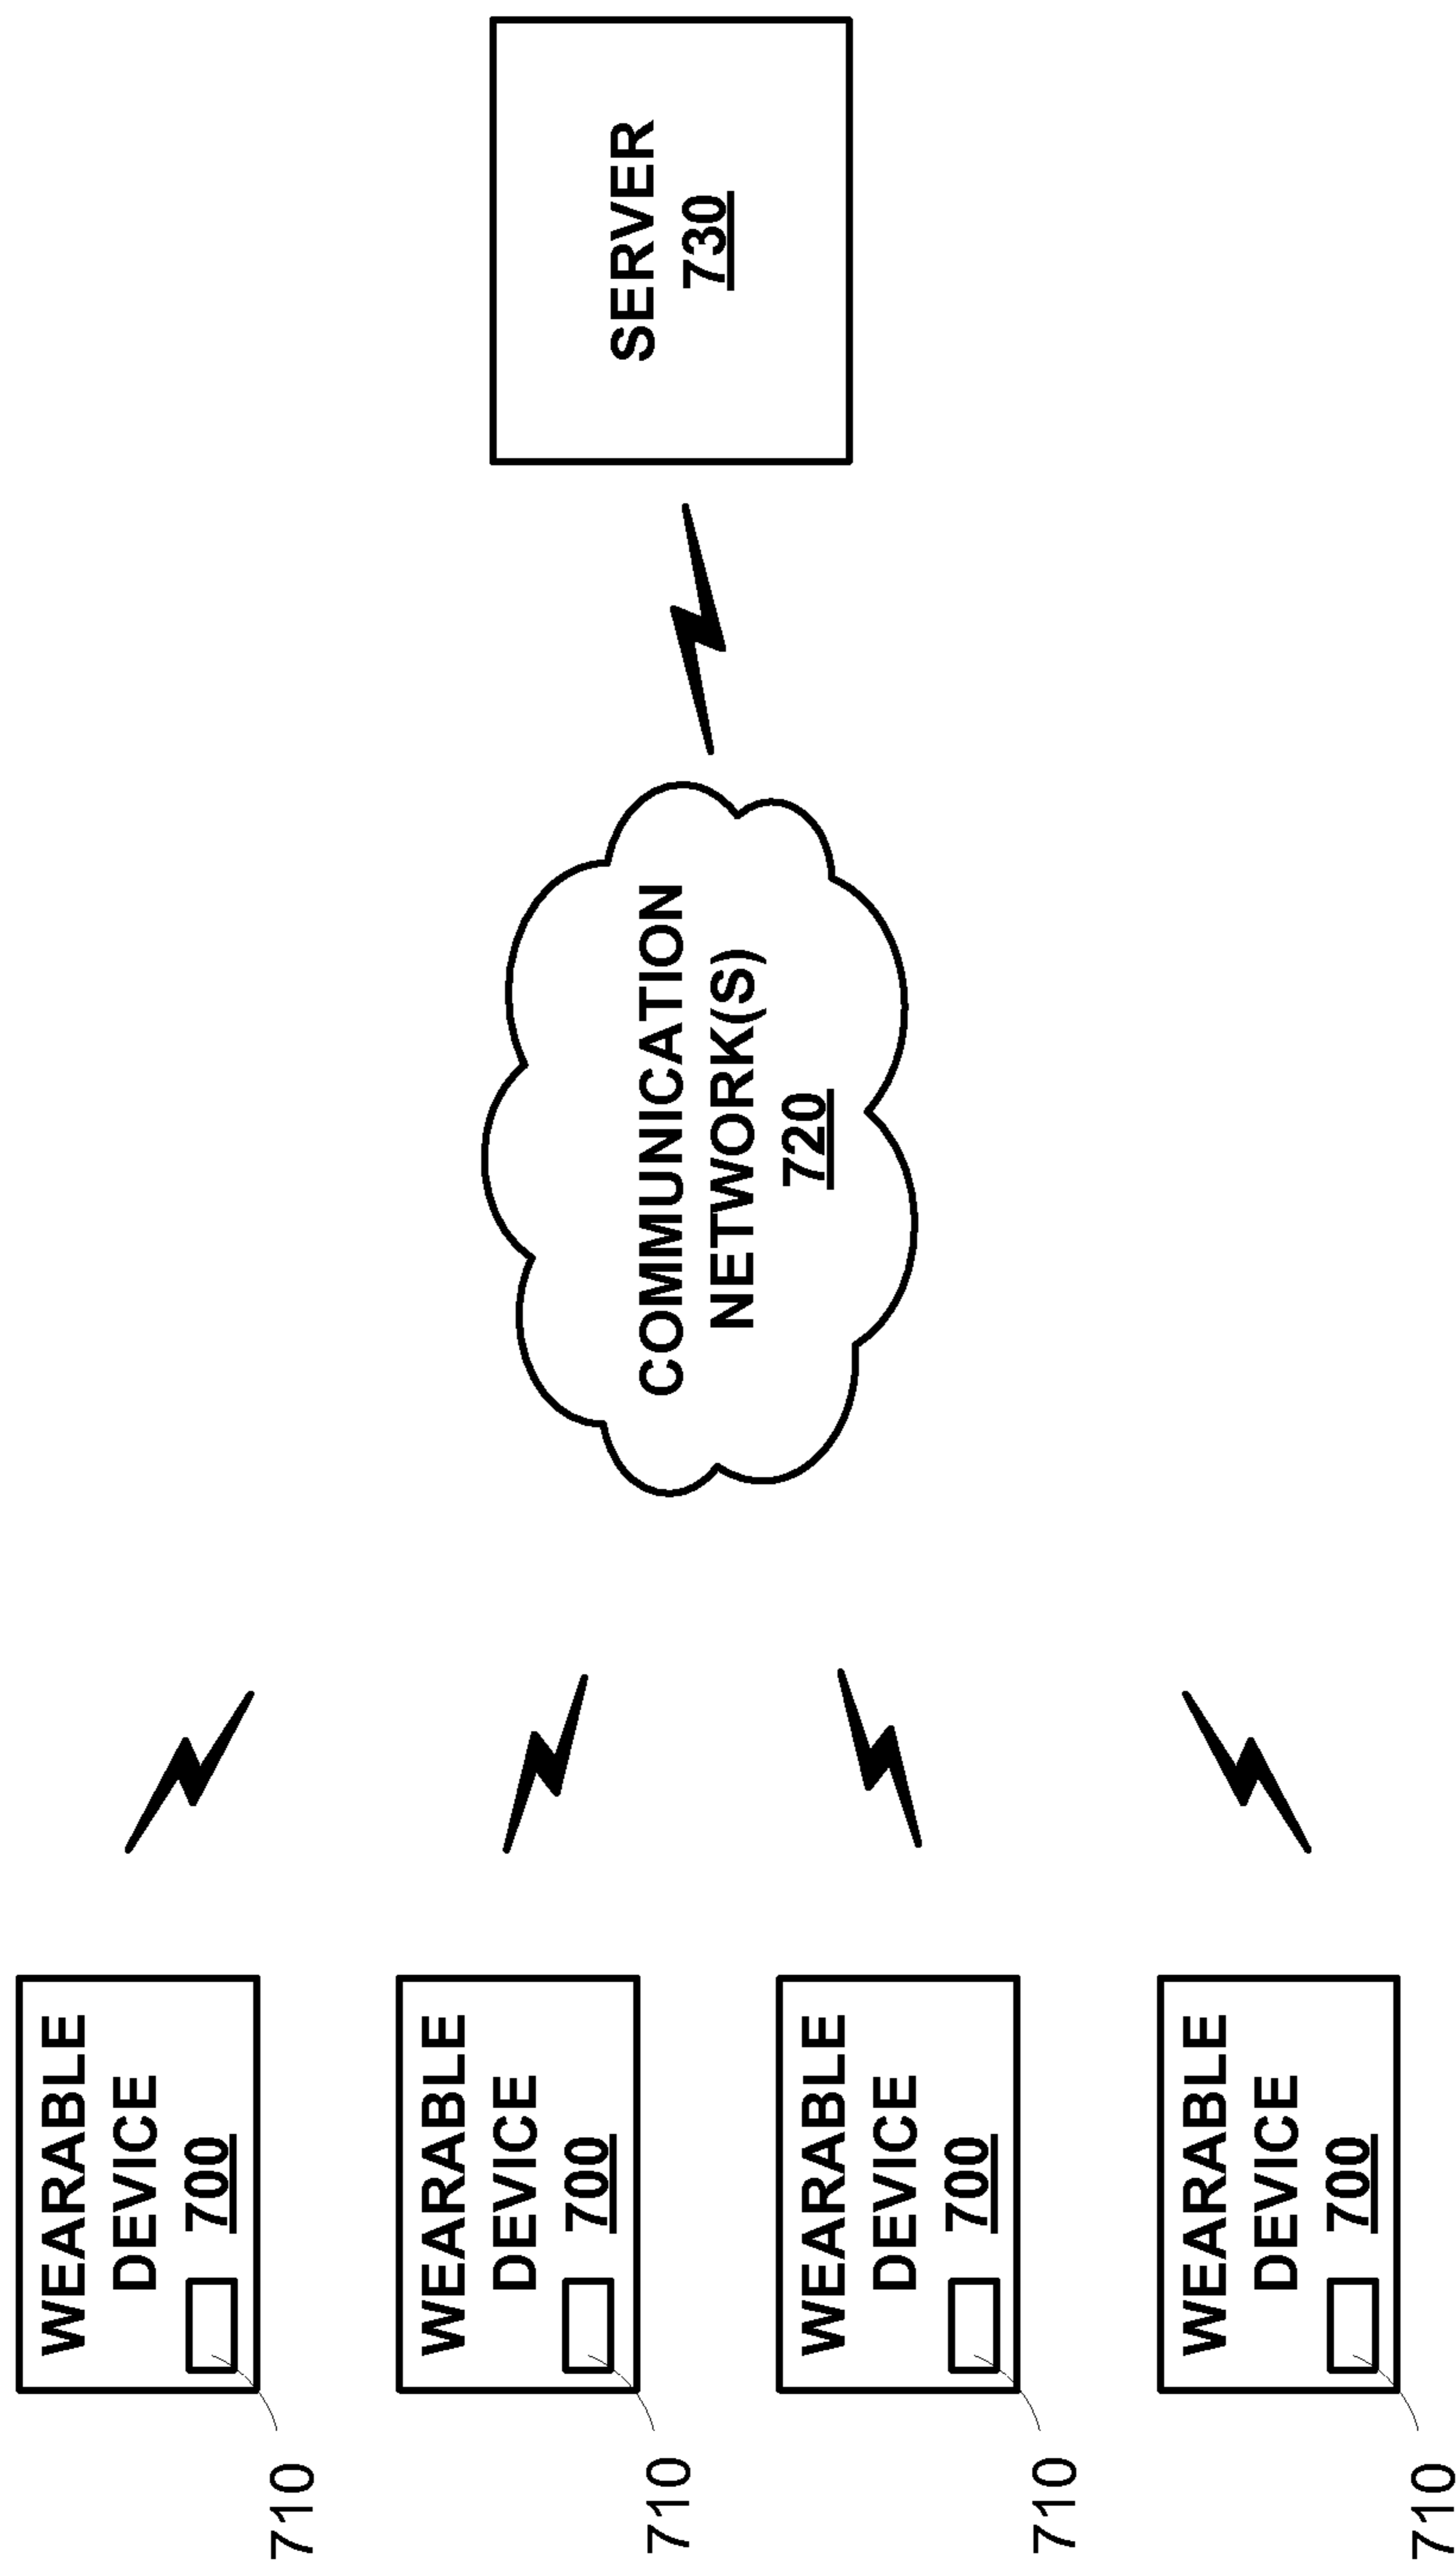 WEARABLE
DEVICE
700
710
WEARABLE
DEVICE
700
710
WEARABLE
DEVICE
700
710
WEARABLE
DEVICE
700
710
COMMUNICATION
NETWORK(S)
720
SERVER
730